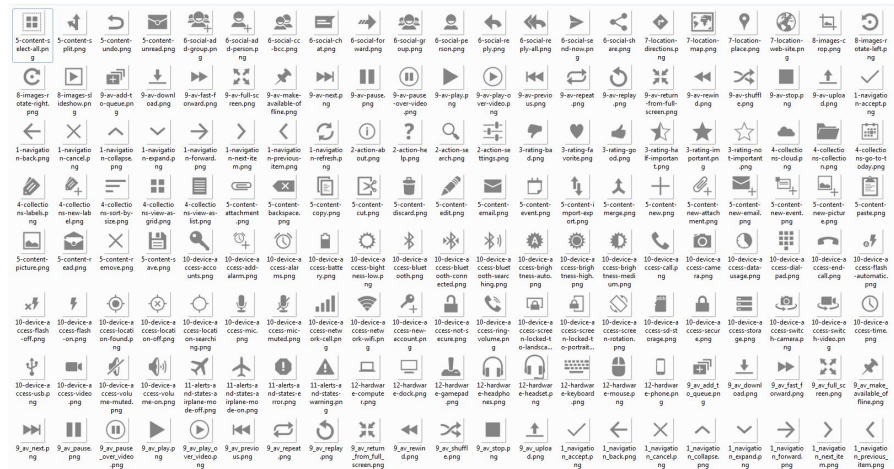 5-content-select-all.png
5-content-split.png
5-content-undo.png
5-content-unread.png
6-social-add-group.png
6-social-add-person.png
6-social-cc-bcc.png
6-social-chat.png
6-social-forward.png
6-social-group.png
6-social-person.png
6-social-reply.png
6-social-reply-all.png
6-social-send-now.png
6-social-share.png
7-location-directions.png
7-location-map.png
7-location-place.png
7-location-web-site.png
8-images-crop.png
8-images-rotate-left.png
8-images-rotate-right.png
8-images-slideshow.png
9-av-add-to-queue.png
9-av-download.png
9-av-fast-forward.png
9-av-full-screen.png
9-av-make-available-offline.png
9-av-next.png
9-av-pause.png
9-av-pause-over-video.png
9-av-play.png
9-av-play-over-video.png
9-av-previous.png
9-av-repeat.png
9-av-replay.png
9-av-return-from-full-screen.png
9-av-rewind.png
9-av-shuffle.png
9-av-stop.png
9-av-upload.png
1-navigation-accept.png
1-navigation-back.png
1-navigation-cancel.png
1-navigation-collapse.png
1-navigation-expand.png
1-navigation-forward.png
1-navigation-next-item.png
1-navigation-previous-item.png
1-navigation-refresh.png
2-action-about.png
2-action-help.png
2-action-search.png
2-action-settings.png
3-rating-bad.png
3-rating-favorite.png
3-rating-good.png
3-rating-half-important.png
3-rating-important.png
3-rating-not-important.png
4-collections-cloud.png
4-collections-collection.png
4-collections-go-to-today.png
4-collections-labels.png
4-collections-new-label.png
4-collections-sort-by-size.png
4-collections-view-as-grid.png
4-collections-view-as-list.png
5-content-attachment.png
5-content-backspace.png
5-content-copy.png
5-content-cut.png
5-content-discard.png
5-content-edit.png
5-content-email.png
5-content-event.png
5-content-import-export.png
5-content-merge.png
5-content-new.png
5-content-new-attachment.png
5-content-new-email.png
5-content-new-event.png
5-content-new-picture.png
5-content-paste.png
5-content-picture.png
5-content-read.png
5-content-remove.png
5-content-save.png
10-device-access-accounts.png
10-device-access-add-alarm.png
10-device-access-alarms.png
10-device-access-battery.png
10-device-access-bightness-low.png
10-device-access-bluetooth.png
10-device-access-bluetooth-connected.png
10-device-access-bluetooth-searching.png
10-device-access-brightness-auto.png
10-device-access-brightness-high.png
10-device-access-brightness-medium.png
10-device-access-call.png
10-device-access-camera.png
10-device-access-data-usage.png
10-device-access-dial-pad.png
10-device-access-end-call.png
10-device-access-flash-automatic.png
10-device-access-flash-off.png
10-device-access-flash-on.png
10-device-access-location-found.png
10-device-access-location-off.png
10-device-access-location-searching.png
10-device-access-mic.png
10-device-access-mic-muted.png
10-device-access-network-cell.png
10-device-access-network-wifi.png
10-device-access-new-account.png
10-device-access-not-secure.png
10-device-access-ring-volume.png
10-device-access-screen-locked-to-landsca...
10-device-access-screen-locked-to-portrait...
10-device-access-screen-rotation.png
10-device-access-sd-storage.png
10-device-access-secure.png
10-device-access-storage.png
10-device-access-switch-camera.png
10-device-access-switch-video.png
10-device-access-time.png
10-device-access-usb.png
10-device-access-video.png
10-device-access-volume-muted.png
10-device-access-volume-on.png
11-alerts-and-states-airplane-mode-off.png
11-alerts-and-states-airplane-mode-on.png
11-alerts-and-states-error.png
11-alerts-and-states-warning.png
12-hardware-computer.png
12-hardware-dock.png
12-hardware-gamepad.png
12-hardware-headphones.png
12-hardware-headset.png
12-hardware-keyboard.png
12-hardware-mouse.png
12-hardware-phone.png
9_av_add_to_queue.png
9_av_download.png
9_av_fast_forward.png
9_av_full_screen.png
9_av_make_available_offline.png
9_av_next.png
9_av_pause.png
9_av_pause_over_video.png
9_av_play.png
9_av_play_over_video.png
9_av_previous.png
9_av_repeat.png
9_av_replay.png
9_av_return_from_full_screen.png
9_av_rewind.png
9_av_shuffle.png
9_av_stop.png
9_av_upload.png
1_navigation_accept.png
1_navigation_back.png
1_navigation_cancel.png
1_navigation_collapse.png
1_navigation_expand.png
1_navigation_forward.png
1_navigation_next_item.png
1_navigation_previous_item.png